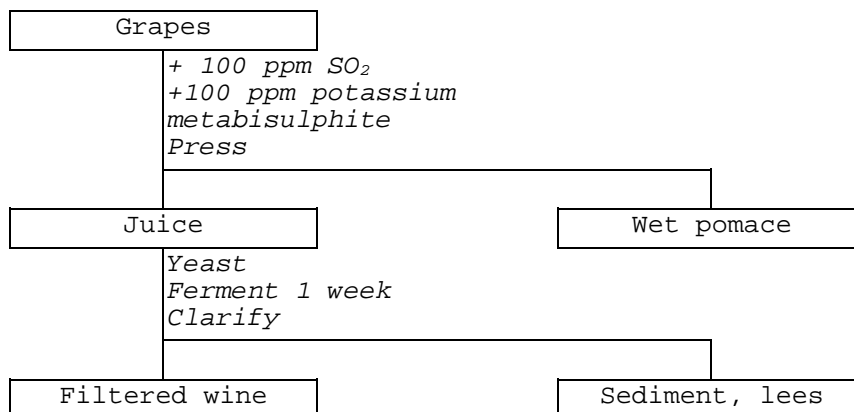 Grapes
+ 100 ppm SO₂
+100 ppm potassium
metabisulphite
Press
Juice
Wet pomace
Yeast
Ferment 1 week
Clarify
Filtered wine
Sediment, lees